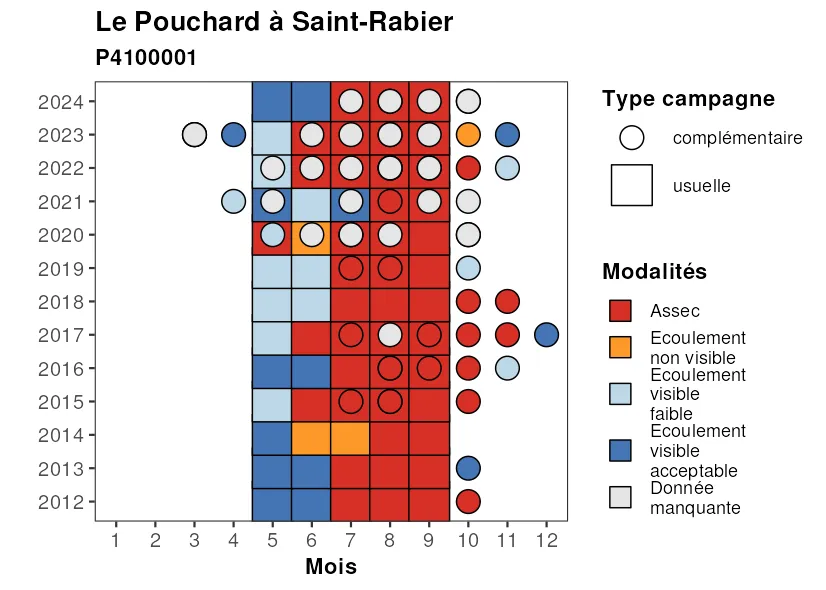 Le Pouchard à Saint-Rabier
P4100001
2024
2023
2022
2021
2020
2019
2018
2017
2016
2015
2014
2013
2012
1 2 3 4 5 6 7 8 9 10 11 12
Mois
Type campagne
complémentaire
usuelle
Modalités
Assec
Ecoulement
non visible
Ecoulement
visible
faible
Ecoulement
visible
acceptable
Donnée
manquante